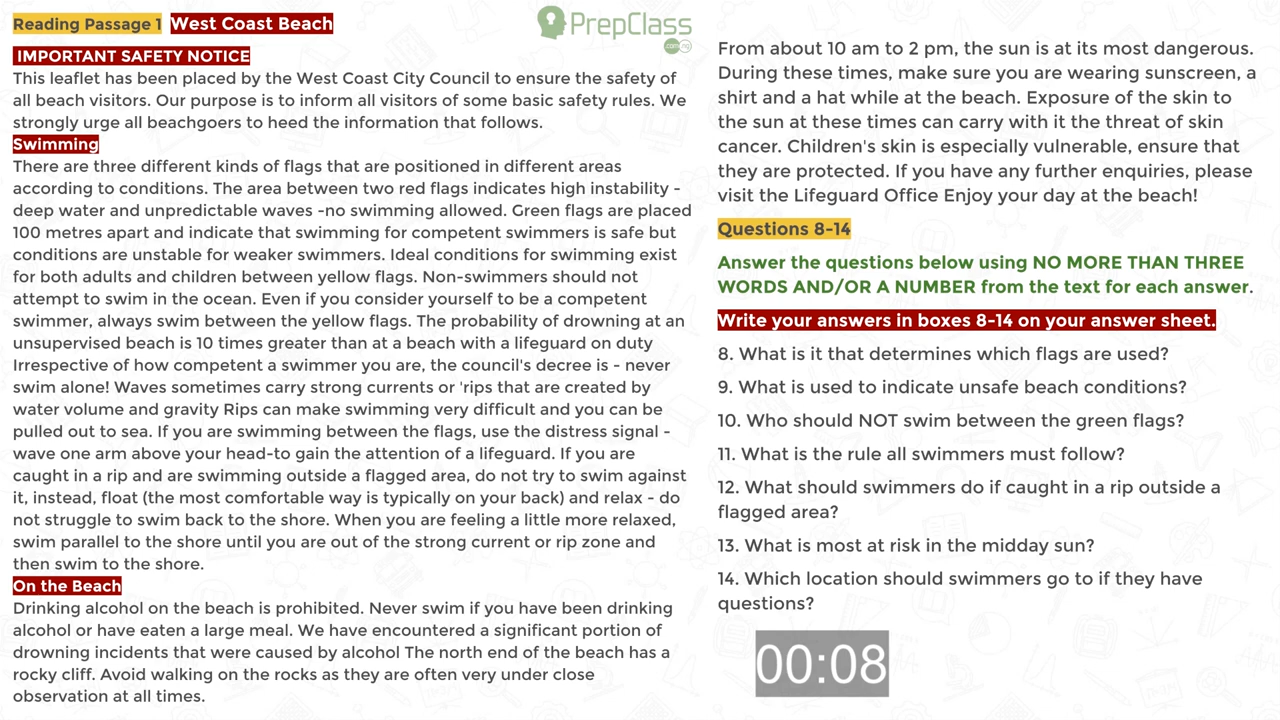 Reading Passage 1 West Coast Beach
PrepClass
.com.ng
IMPORTANT SAFETY NOTICE
This leaflet has been placed by the West Coast City Council to ensure the safety of
all beach visitors. Our purpose is to inform all visitors of some basic safety rules. We
strongly urge all beachgoers to heed the information that follows.
Swimming
There are three different kinds of flags that are positioned in different areas
according to conditions. The area between two red flags indicates high instability -
deep water and unpredictable waves -no swimming allowed. Green flags are placed
100 metres apart and indicate that swimming for competent swimmers is safe but
conditions are unstable for weaker swimmers. Ideal conditions for swimming exist
for both adults and children between yellow flags. Non-swimmers should not
attempt to swim in the ocean. Even if you consider yourself to be a competent
swimmer, always swim between the yellow flags. The probability of drowning at an
unsupervised beach is 10 times greater than at a beach with a lifeguard on duty
Irrespective of how competent a swimmer you are, the council's decree is - never
swim alone! Waves sometimes carry strong currents or 'rips that are created by
water volume and gravity Rips can make swimming very difficult and you can be
pulled out to sea. If you are swimming between the flags, use the distress signal -
wave one arm above your head-to gain the attention of a lifeguard. If you are
caught in a rip and are swimming outside a flagged area, do not try to swim against
it, instead, float (the most comfortable way is typically on your back) and relax - do
not struggle to swim back to the shore. When you are feeling a little more relaxed,
swim parallel to the shore until you are out of the strong current or rip zone and
then swim to the shore.
On the Beach
Drinking alcohol on the beach is prohibited. Never swim if you have been drinking
alcohol or have eaten a large meal. We have encountered a significant portion of
drowning incidents that were caused by alcohol The north end of the beach has a
rocky cliff. Avoid walking on the rocks as they are often very under close
observation at all times.
From about 10 am to 2 pm, the sun is at its most dangerous.
During these times, make sure you are wearing sunscreen, a
shirt and a hat while at the beach. Exposure of the skin to
the sun at these times can carry with it the threat of skin
cancer. Children's skin is especially vulnerable, ensure that
they are protected. If you have any further enquiries, please
visit the Lifeguard Office Enjoy your day at the beach!
Questions 8-14
Answer the questions below using NO MORE THAN THREE
WORDS AND/OR A NUMBER from the text for each answer.
Write your answers in boxes 8-14 on your answer sheet.
8. What is it that determines which flags are used?
9. What is used to indicate unsafe beach conditions?
10. Who should NOT swim between the green flags?
11. What is the rule all swimmers must follow?
12. What should swimmers do if caught in a rip outside a
flagged area?
13. What is most at risk in the midday sun?
14. Which location should swimmers go to if they have
questions?
00:08